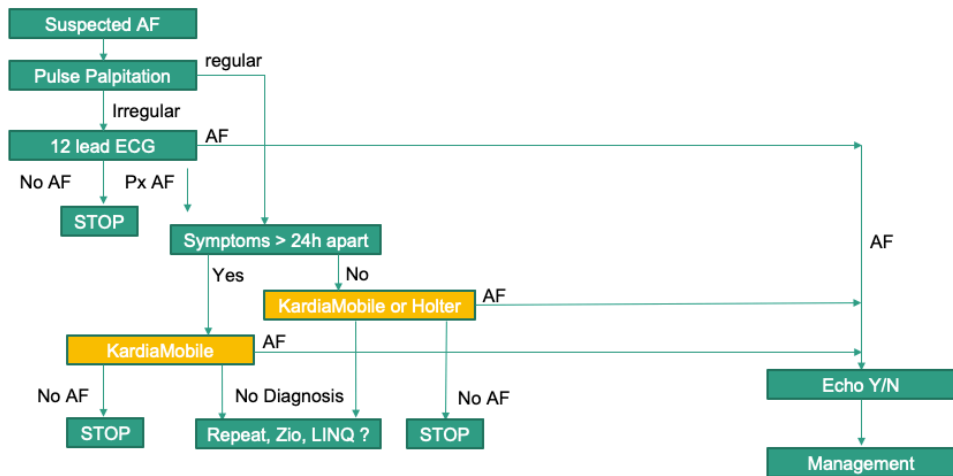 Suspected AF
regular
Pulse Palpitation
Irregular
12 lead ECG
AF
No AF
Px AF
STOP
Symptoms > 24h apart
AF
Yes
No
KardiaMobile or Holter
AF
KardiaMobile
AF
No AF
No Diagnosis
No AF
Echo Y/N
STOP
Repeat, Zio, LINQ ?
STOP
Management